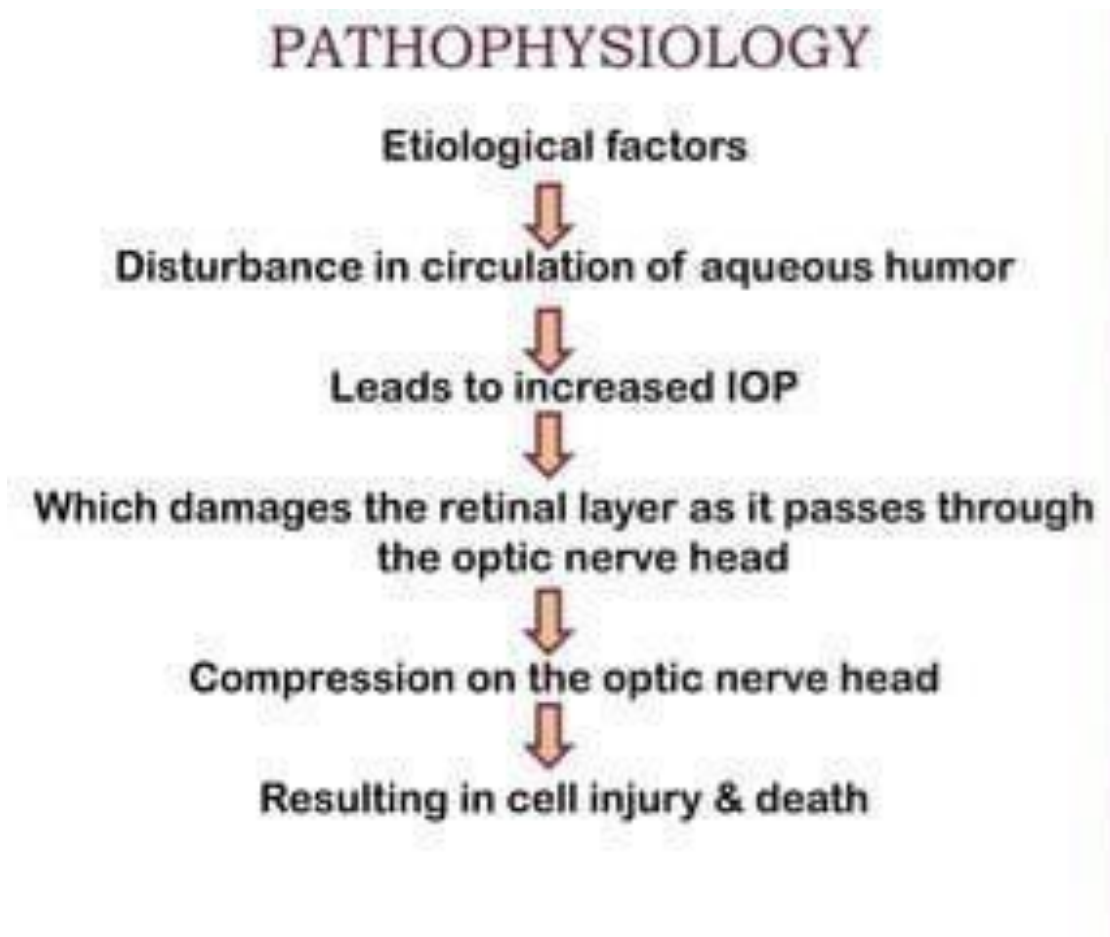 PATHOPHYSIOLOGY
Etiological factors
Disturbance in circulation of aqueous humor
Leads to increased IOP
Which damages the retinal layer as it passes through
the optic nerve head
Compression on the optic nerve head
Resulting in cell injury & death